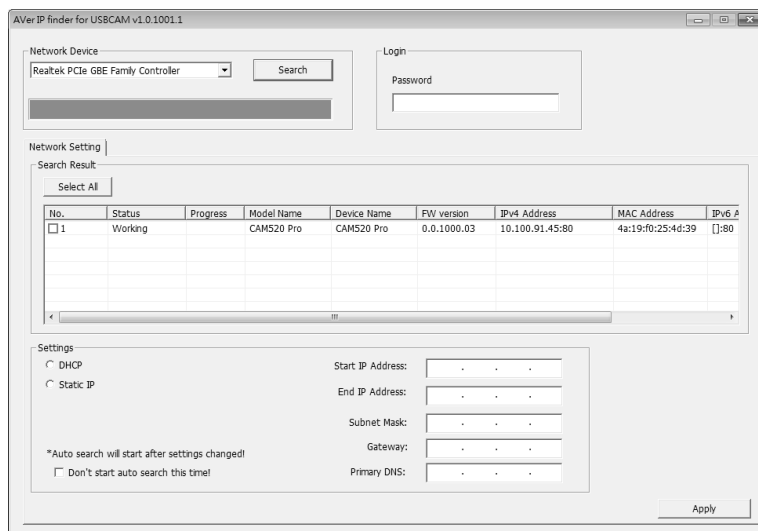 AVer IP finder for USBCAM v1.0.1001.1
Network Device
Realtek PCIe GBE Family Controller
Search
Login
Password
Network Setting
Search Result
Select All
No. Status Progress Model Name Device Name FW version IPv4 Address MAC Address IPv6 A
1 Working CAM520 Pro CAM520 Pro 0.0.1000.03 10.100.91.45:80 4a:19:f0:25:4d:39 []:80
Settings
DHCP
Static IP
Start IP Address: . . .
End IP Address: . . .
Subnet Mask: . . .
Gateway: . . .
Primary DNS: . . .
*Auto search will start after settings changed!
Don't start auto search this time!
Apply